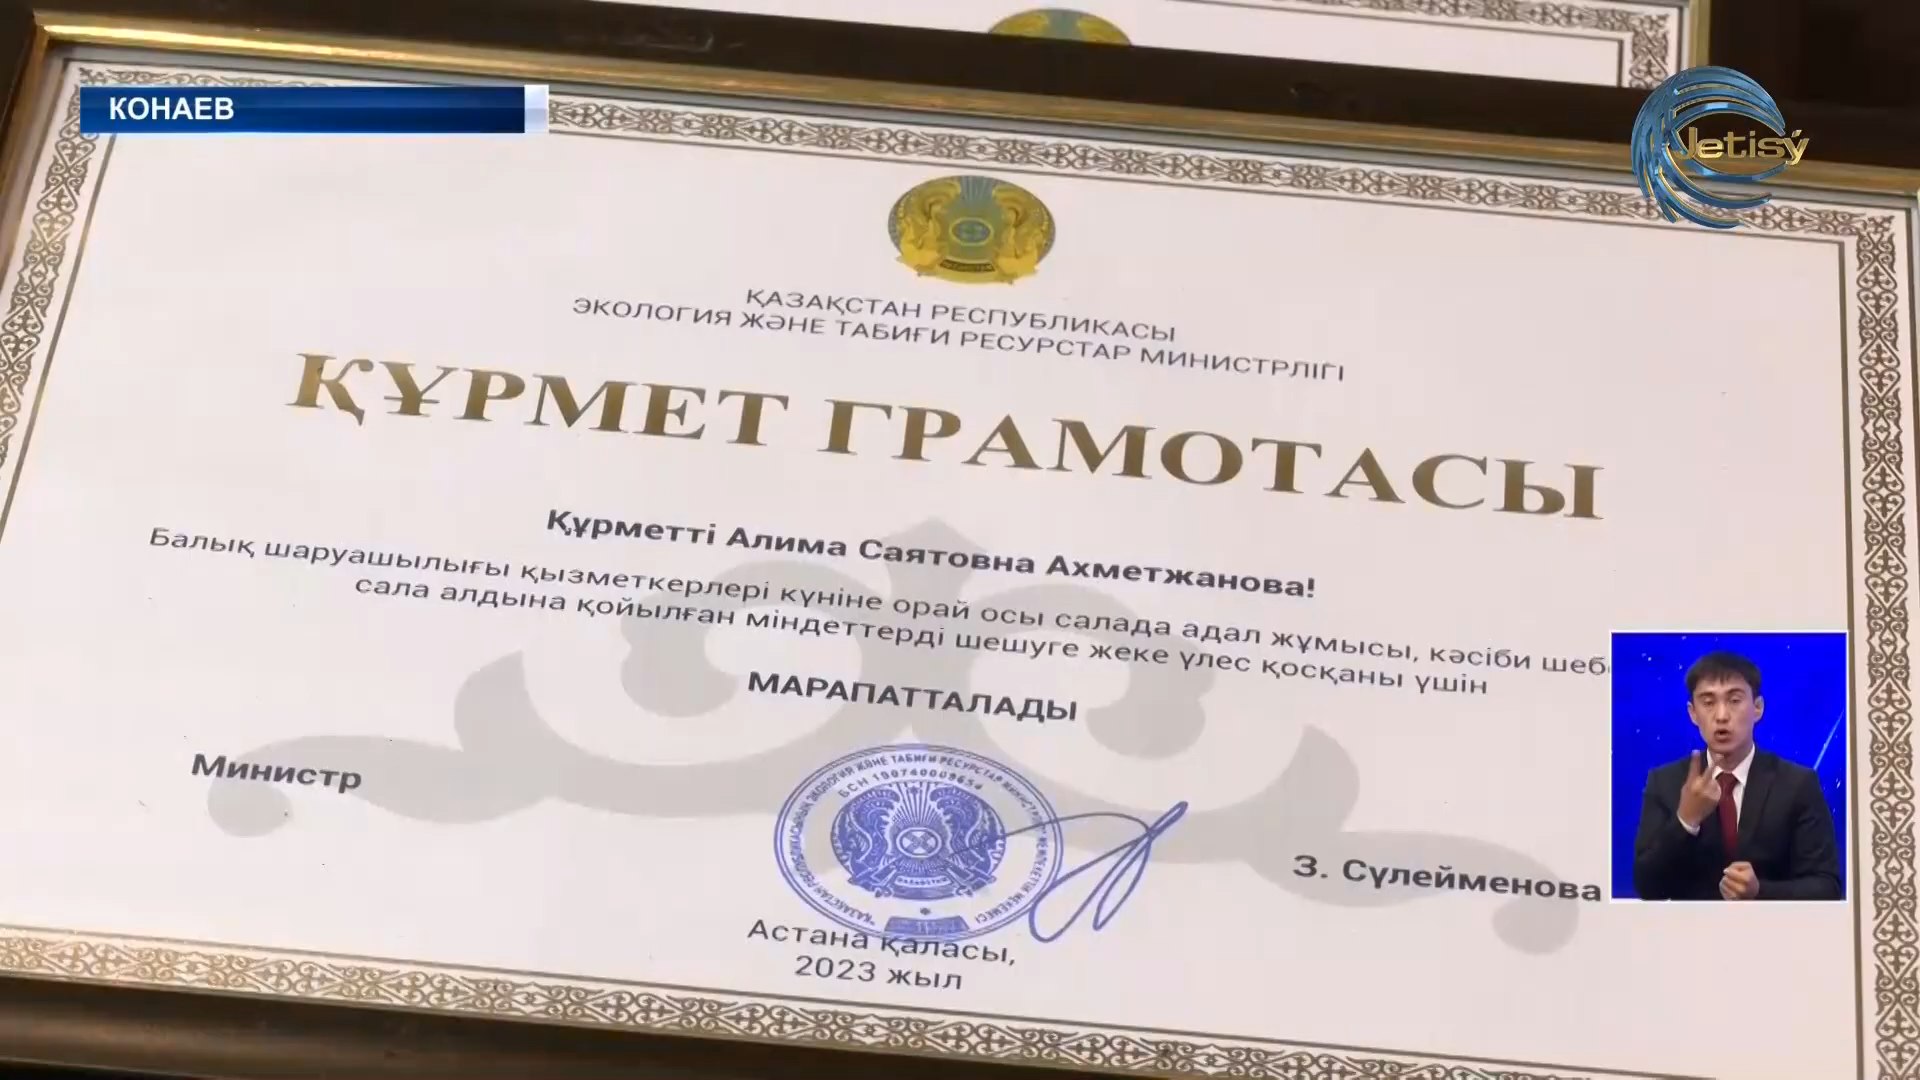 КОНАЕВ
Jetisý
ҚАЗАҚСТАН РЕСПУБЛИКАСЫ
ЭКОЛОГИЯ ЖӘНЕ ТАБИҒИ РЕСУРСТАР МИНИСТРЛІГІ
ҚҰРМЕТ ГРАМОТАСЫ
Құрметті Алима Саятовна Ахметжанова!
Балық шаруашылығы қызметкерлері күніне орай осы салада адал жұмысы, кәсіби
сала алдына қойылған міндеттерді шешуге жеке үлес қосқаны үшін
МАРАПАТТАЛАДЫ
Министр
З. Сүлейменова
Астана қаласы,
2023 жыл